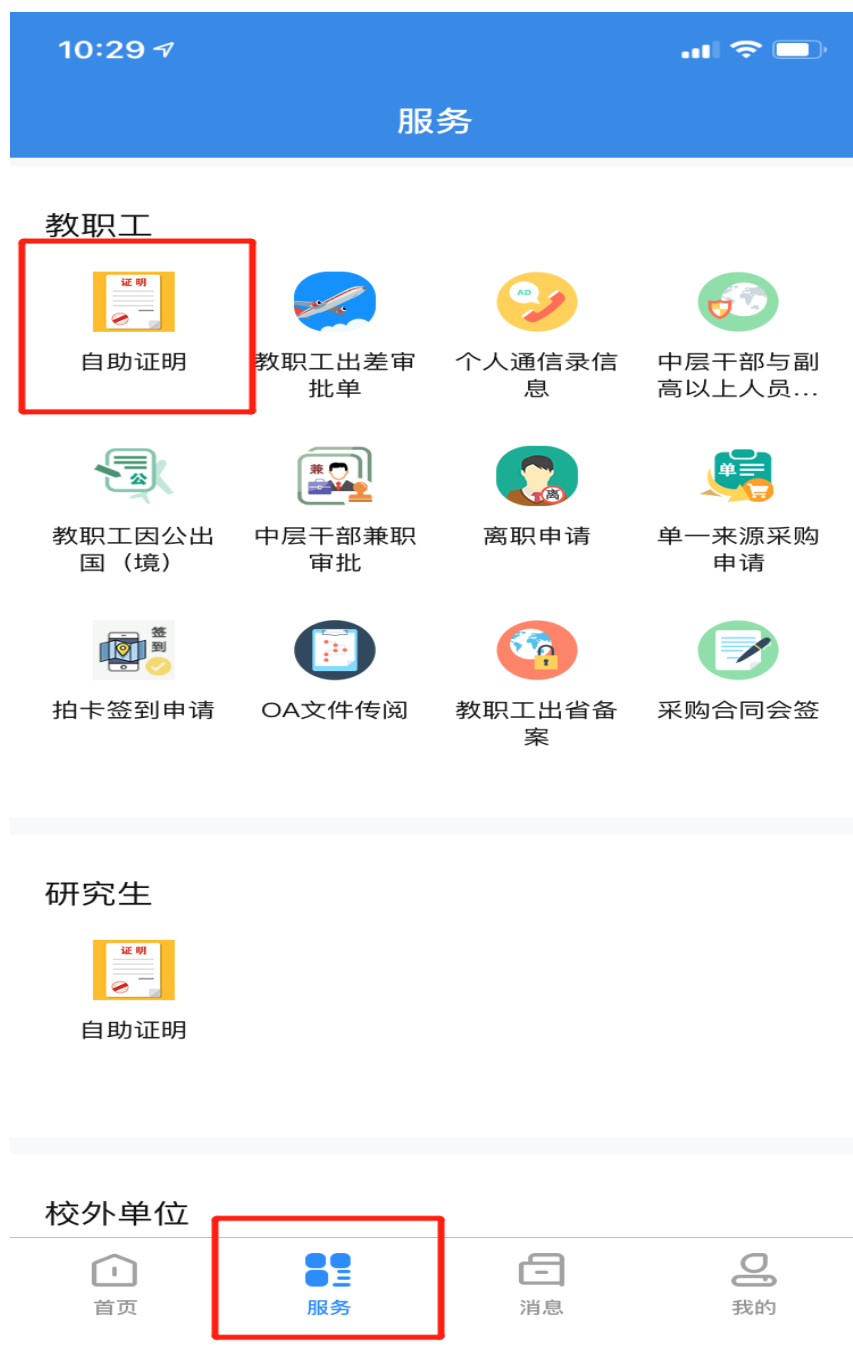 10:29
服务
教职工
证 明
AD
自助证明
教职工出差审
批单
个人通信录信
息
中层干部与副
高以上人员...
公
兼
离
单
教职工因公出
国（境）
中层干部兼职
审批
离职申请
单一来源采购
申请
签
到
拍卡签到申请
OA文件传阅
教职工出省备
案
采购合同会签
研究生
证 明
自助证明
校外单位
首页
服务
消息
我的